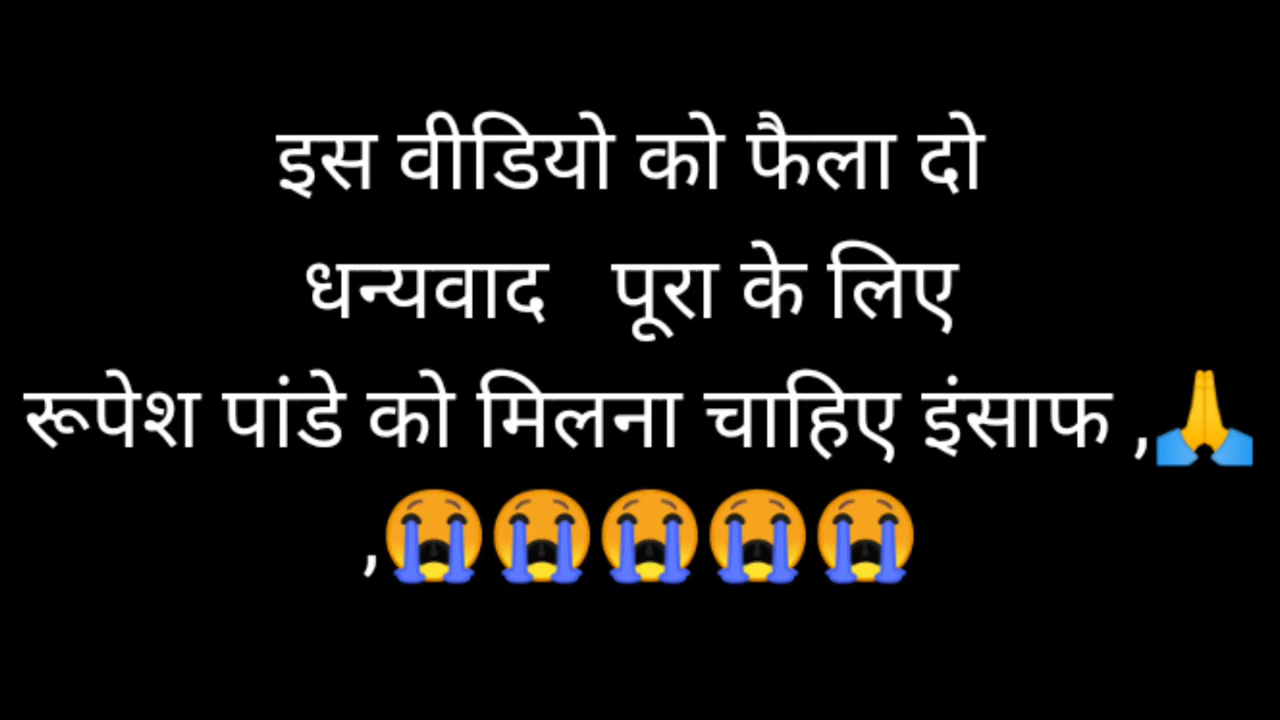 इस वीडियो को फैला दो
धन्यवाद पूरा के लिए
रूपेश पांडे को मिलना चाहिए इंसाफ ,🙏
,😭😭😭😭😭